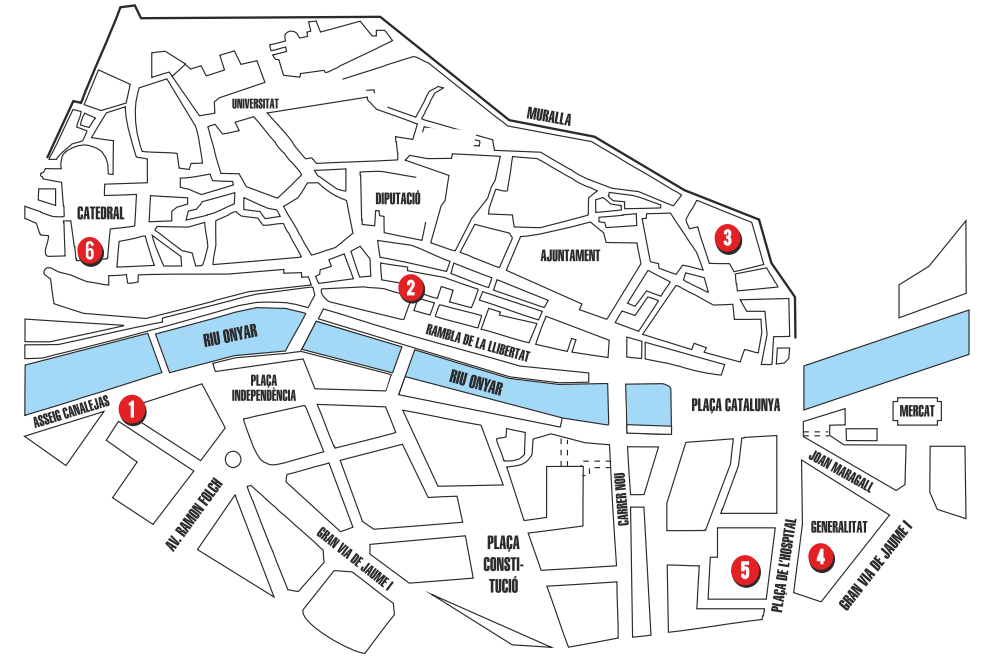 UNIVERSITAT
MURALLA
DIPUTACIÓ
CATEDRAL
6
3
AJUNTAMENT
2
RIU ONYAR
RAMBLA DE LA LLIBERTAT
RIU ONYAR
PLAÇA
INDEPENDÈNCIA
ASSEIG CANALEJAS
1
PLAÇA CATALUNYA
MERCAT
JOAN MARAGALL
AV. RAMON FOLCH
GRAN VIA DE JAUME I
CARRER NOU
PLAÇA
CONSTI-
TUCIÓ
5
PLAÇA DE L'HOSPITAL
GENERALITAT
4
GRAN VIA DE JAUME I